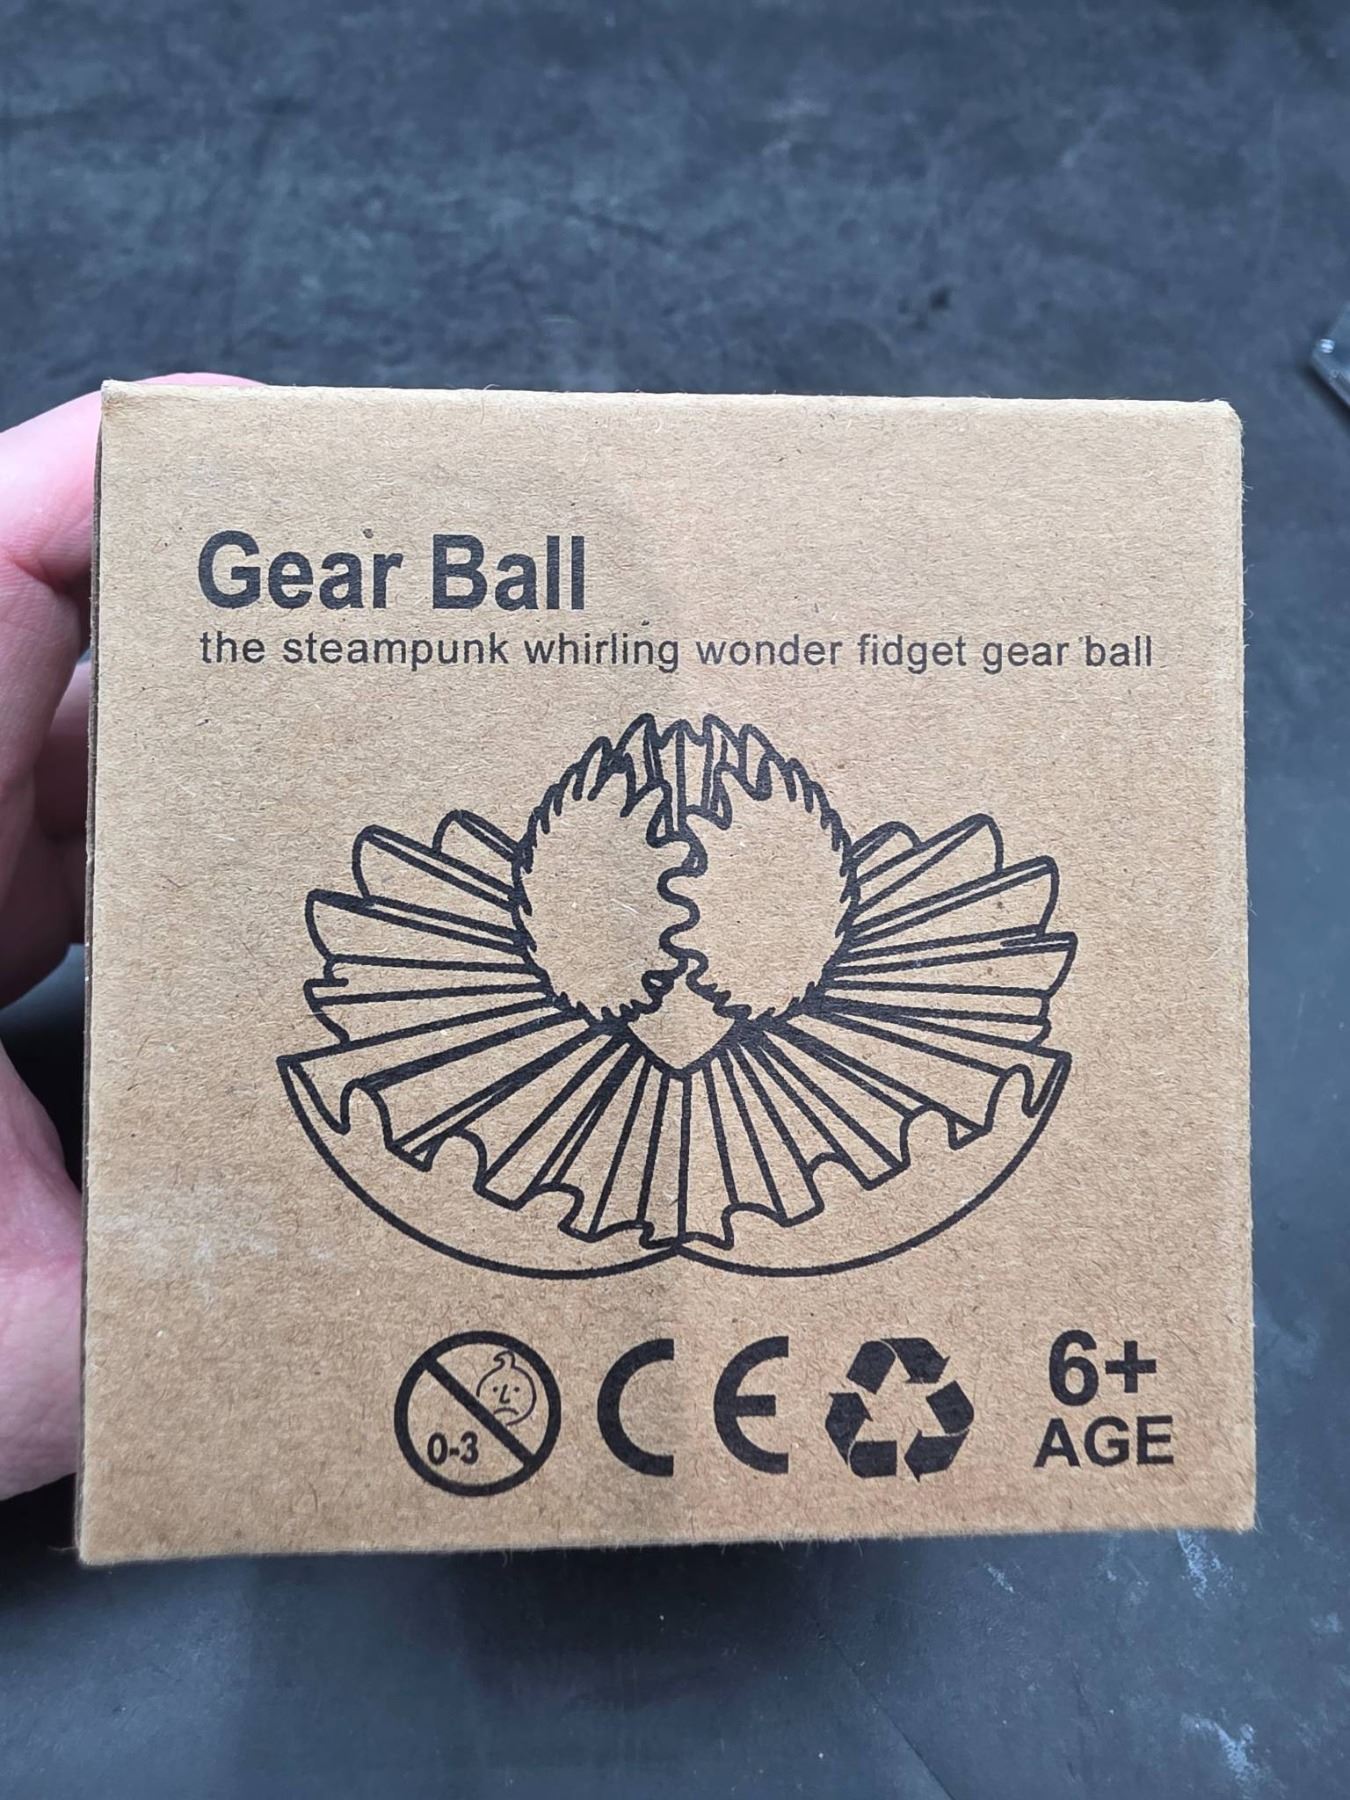 Gear Ball
the steampunk whirling wonder fidget gear ball
0-3
CE
6+
AGE